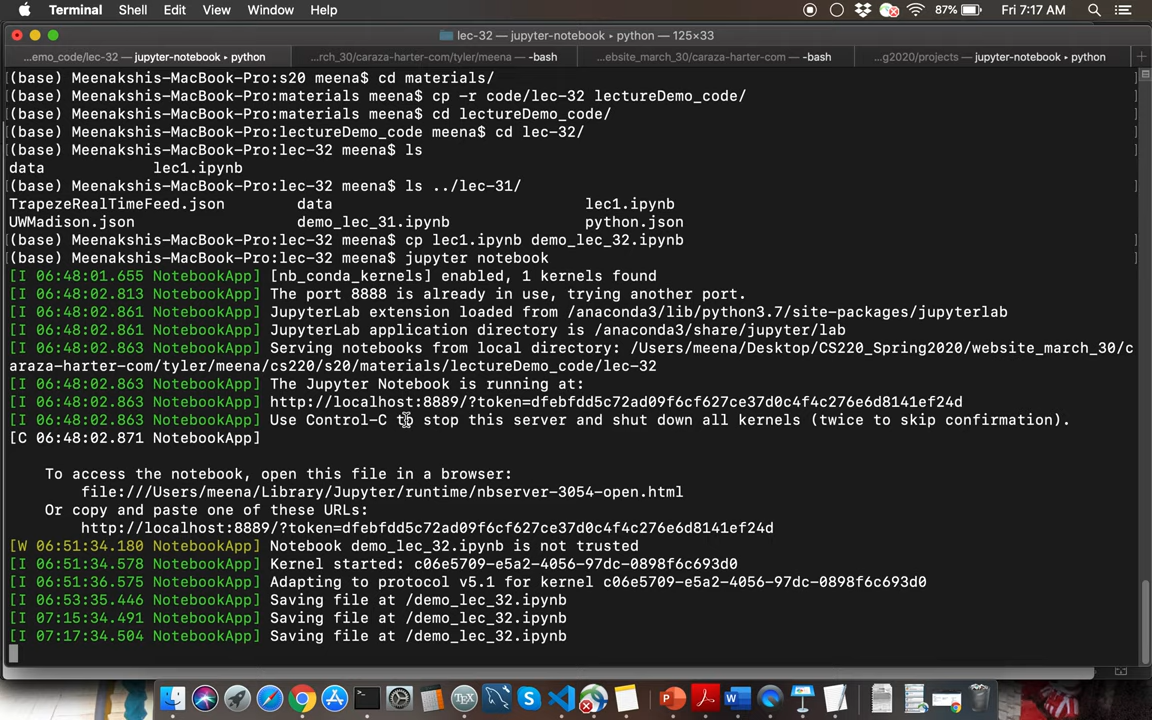 Terminal Shell Edit View Window Help 87% Fri 7:17 AM
lec-32 — jupyter-notebook ▸ python — 125×33
...emo_code/lec-32 — jupyter-notebook ▸ python ...rch_30/caraza-harter-com/tyler/meena — -bash ...ebsite_march_30/caraza-harter-com — -bash ...g2020/projects — jupyter-notebook ▸ python
(base) Meenakshis-MacBook-Pro:s20 meena$ cd materials/
(base) Meenakshis-MacBook-Pro:materials meena$ cp -r code/lec-32 lectureDemo_code/
(base) Meenakshis-MacBook-Pro:materials meena$ cd lectureDemo_code/
(base) Meenakshis-MacBook-Pro:lectureDemo_code meena$ cd lec-32/
(base) Meenakshis-MacBook-Pro:lec-32 meena$ ls
data lec1.ipynb
(base) Meenakshis-MacBook-Pro:lec-32 meena$ ls ../lec-31/
TrapezeRealTimeFeed.json data lec1.ipynb
UWMadison.json demo_lec_31.ipynb python.json
(base) Meenakshis-MacBook-Pro:lec-32 meena$ cp lec1.ipynb demo_lec_32.ipynb
(base) Meenakshis-MacBook-Pro:lec-32 meena$ jupyter notebook
[I 06:48:01.655 NotebookApp] [nb_conda_kernels] enabled, 1 kernels found
[I 06:48:02.813 NotebookApp] The port 8888 is already in use, trying another port.
[I 06:48:02.861 NotebookApp] JupyterLab extension loaded from /anaconda3/lib/python3.7/site-packages/jupyterlab
[I 06:48:02.861 NotebookApp] JupyterLab application directory is /anaconda3/share/jupyter/lab
[I 06:48:02.863 NotebookApp] Serving notebooks from local directory: /Users/meena/Desktop/CS220_Spring2020/website_march_30/c
araza-harter-com/tyler/meena/cs220/s20/materials/lectureDemo_code/lec-32
[I 06:48:02.863 NotebookApp] The Jupyter Notebook is running at:
[I 06:48:02.863 NotebookApp] http://localhost:8889/?token=dfebfdd5c72ad09f6cf627ce37d0c4f4c276e6d8141ef24d
[I 06:48:02.863 NotebookApp] Use Control-C to stop this server and shut down all kernels (twice to skip confirmation).
[C 06:48:02.871 NotebookApp]
To access the notebook, open this file in a browser:
file:///Users/meena/Library/Jupyter/runtime/nbserver-3054-open.html
Or copy and paste one of these URLs:
http://localhost:8889/?token=dfebfdd5c72ad09f6cf627ce37d0c4f4c276e6d8141ef24d
[W 06:51:34.180 NotebookApp] Notebook demo_lec_32.ipynb is not trusted
[I 06:51:34.578 NotebookApp] Kernel started: c06e5709-e5a2-4056-97dc-0898f6c693d0
[I 06:51:36.575 NotebookApp] Adapting to protocol v5.1 for kernel c06e5709-e5a2-4056-97dc-0898f6c693d0
[I 06:53:35.446 NotebookApp] Saving file at /demo_lec_32.ipynb
[I 07:15:34.491 NotebookApp] Saving file at /demo_lec_32.ipynb
[I 07:17:34.504 NotebookApp] Saving file at /demo_lec_32.ipynb